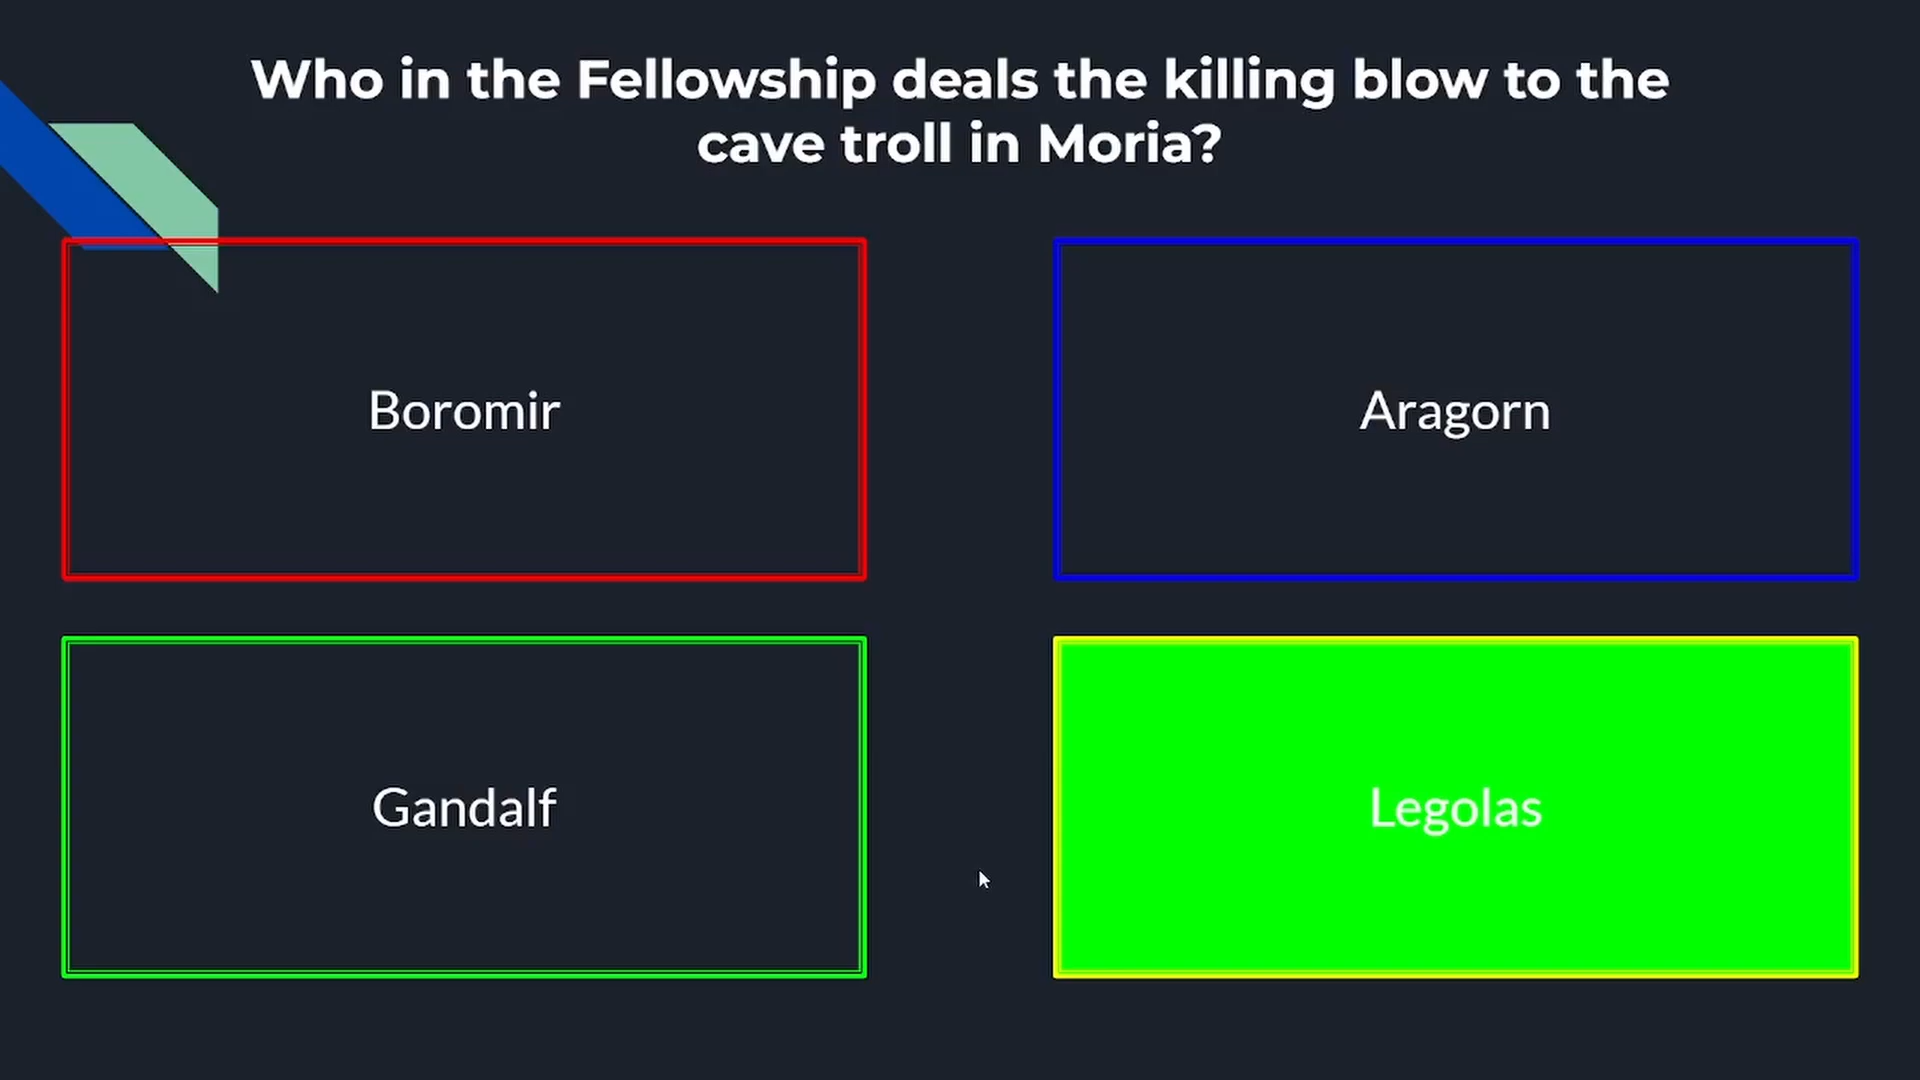 Who in the Fellowship deals the killing blow to the
cave troll in Moria?
Boromir
Aragorn
Gandalf
Legolas